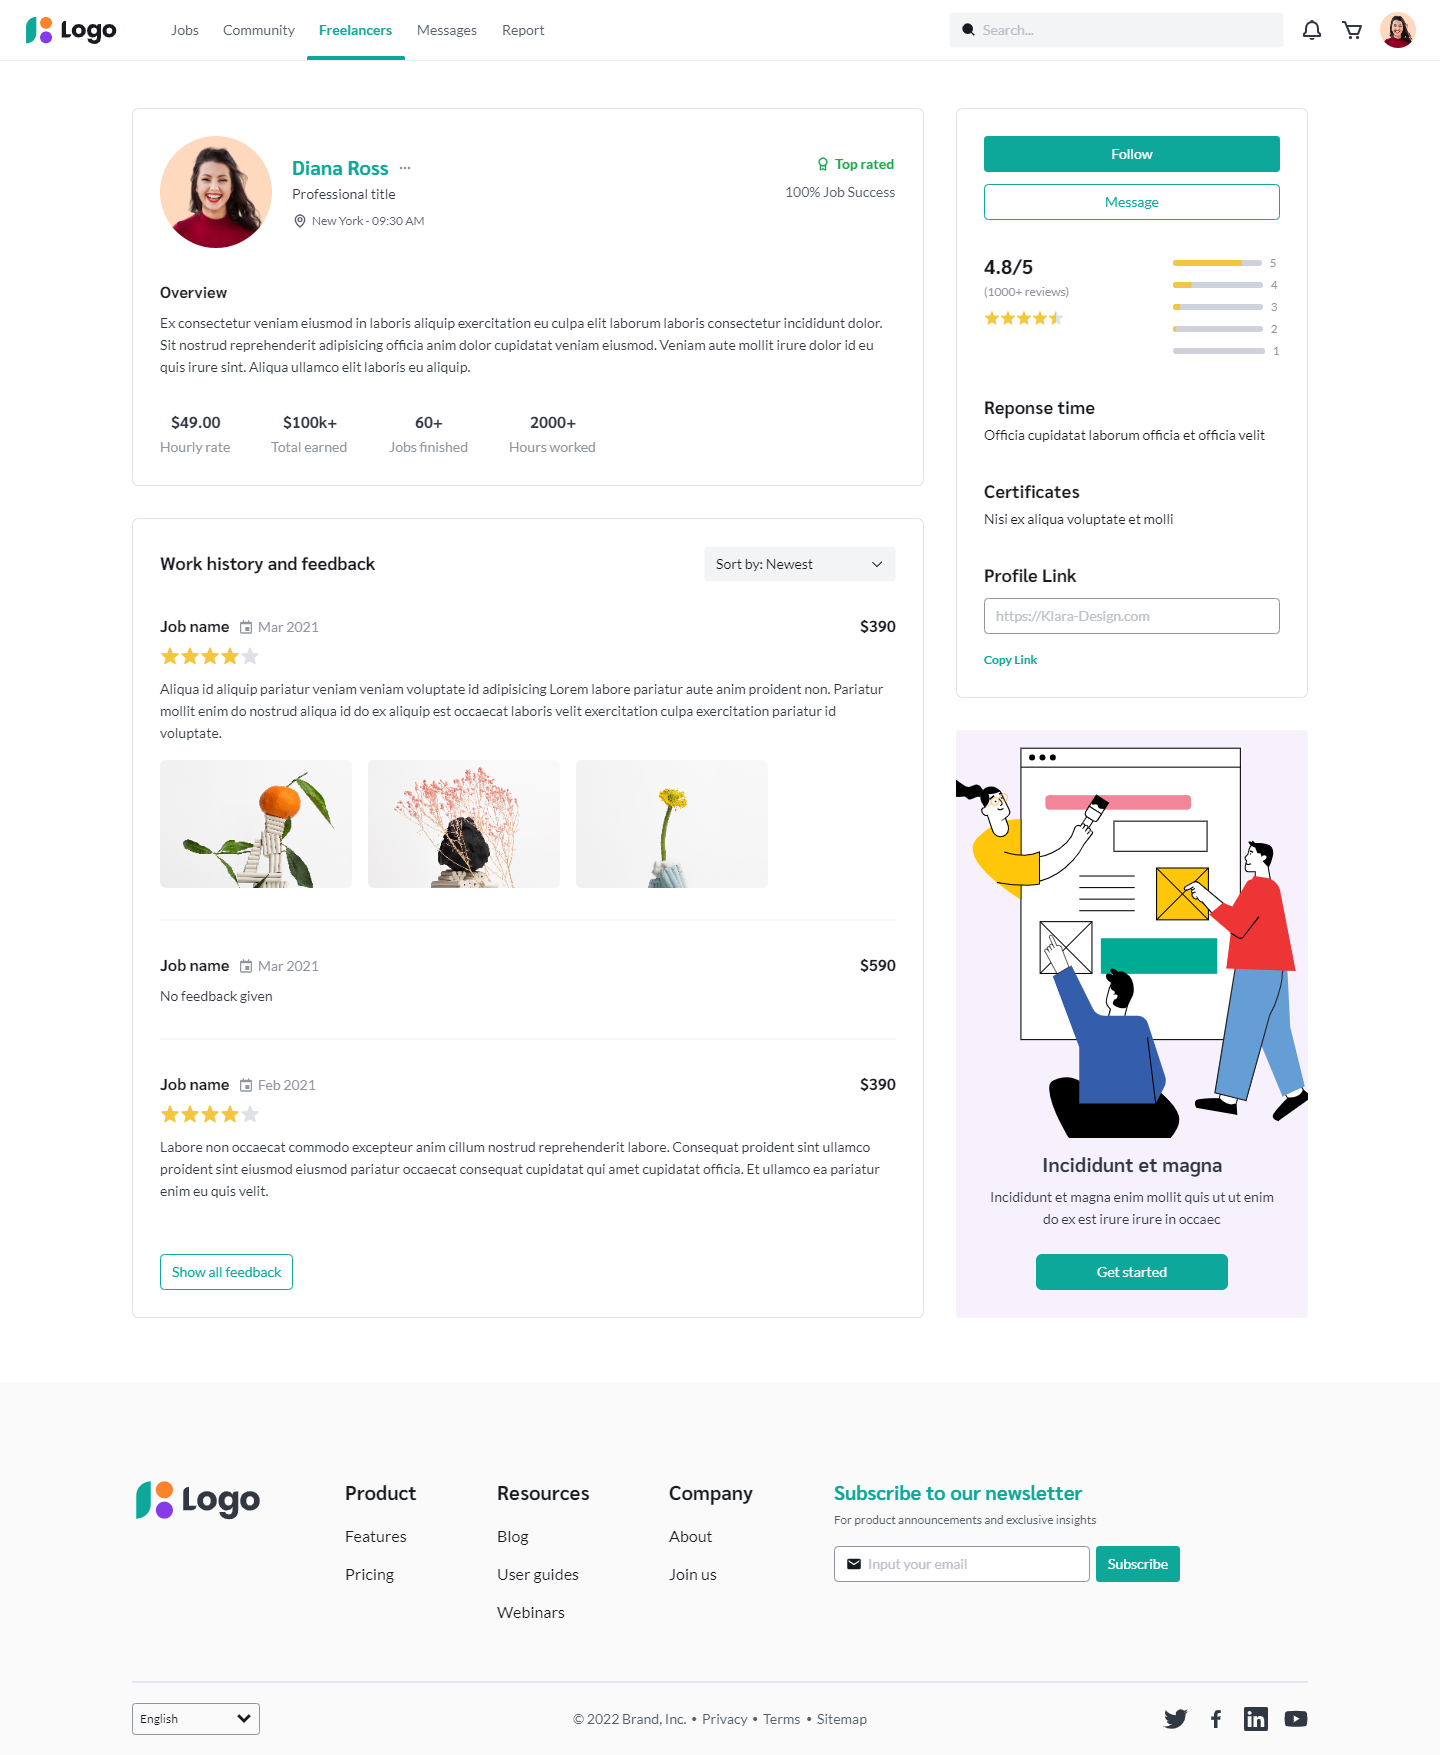 Logo
Jobs
Community
Freelancers
Messages
Report
Search...
Diana Ross
Professional title
New York - 09:30 AM
Top rated
100% Job Success
Overview
Ex consectetur veniam eiusmod in laboris aliquip exercitation eu culpa elit laborum laboris consectetur incididunt dolor.
Sit nostrud reprehenderit adipisicing officia anim dolor cupidatat veniam eiusmod. Veniam aute mollit irure dolor id eu
quis irure sint. Aliqua ullamco elit laboris eu aliquip.
$49.00
Hourly rate
$100k+
Total earned
60+
Jobs finished
2000+
Hours worked
Work history and feedback
Sort by: Newest
Job name
Mar 2021
$390
Aliqua id aliquip pariatur veniam veniam voluptate id adipisicing Lorem labore pariatur aute anim proident non. Pariatur
mollit enim do nostrud aliqua id do ex aliquip est occaecat laboris velit exercitation culpa exercitation pariatur id
voluptate.
Job name
Mar 2021
$590
No feedback given
Job name
Feb 2021
$390
Labore non occaecat commodo excepteur anim cillum nostrud reprehenderit labore. Consequat proident sint ullamco
proident sint eiusmod eiusmod pariatur occaecat consequat cupidatat qui amet cupidatat officia. Et ullamco ea pariatur
enim eu quis velit.
Show all feedback
Follow
Message
4.8/5
(1000+ reviews)
5
4
3
2
1
Reponse time
Officia cupidatat laborum officia et officia velit
Certificates
Nisi ex aliqua voluptate et molli
Profile Link
https://Klara-Design.com
Copy Link
Incididunt et magna
Incididunt et magna enim mollit quis ut ut enim
do ex est irure irure in occaec
Get started
Logo
Product
Features
Pricing
Resources
Blog
User guides
Webinars
Company
About
Join us
Subscribe to our newsletter
For product announcements and exclusive insights
Input your email
Subscribe
English
© 2022 Brand, Inc. • Privacy • Terms • Sitemap